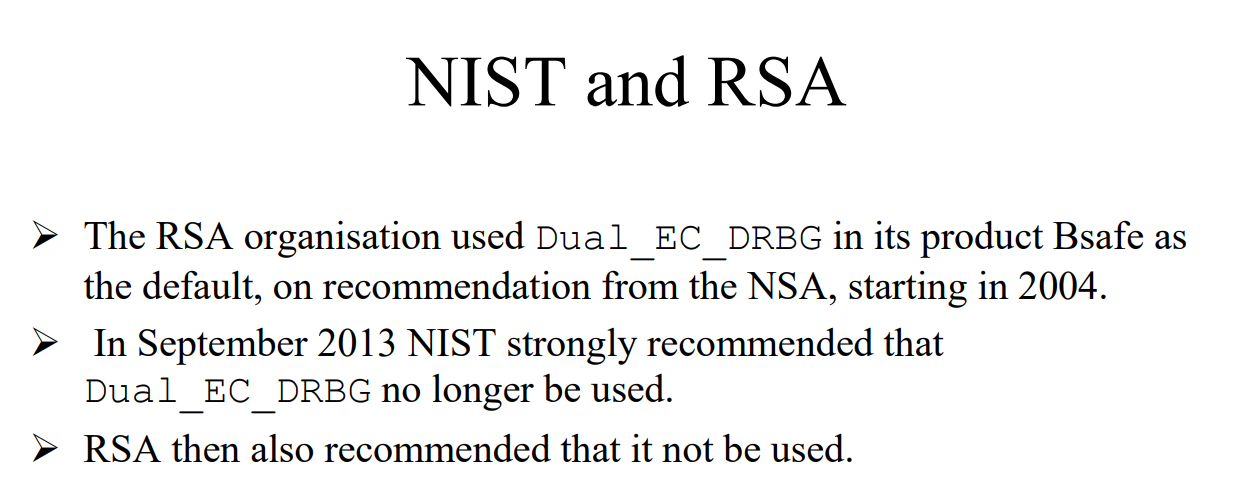 NIST and RSA
➢ The RSA organisation used Dual_EC_DRBG in its product Bsafe as
the default, on recommendation from the NSA, starting in 2004.
➢ In September 2013 NIST strongly recommended that
Dual_EC_DRBG no longer be used.
➢ RSA then also recommended that it not be used.